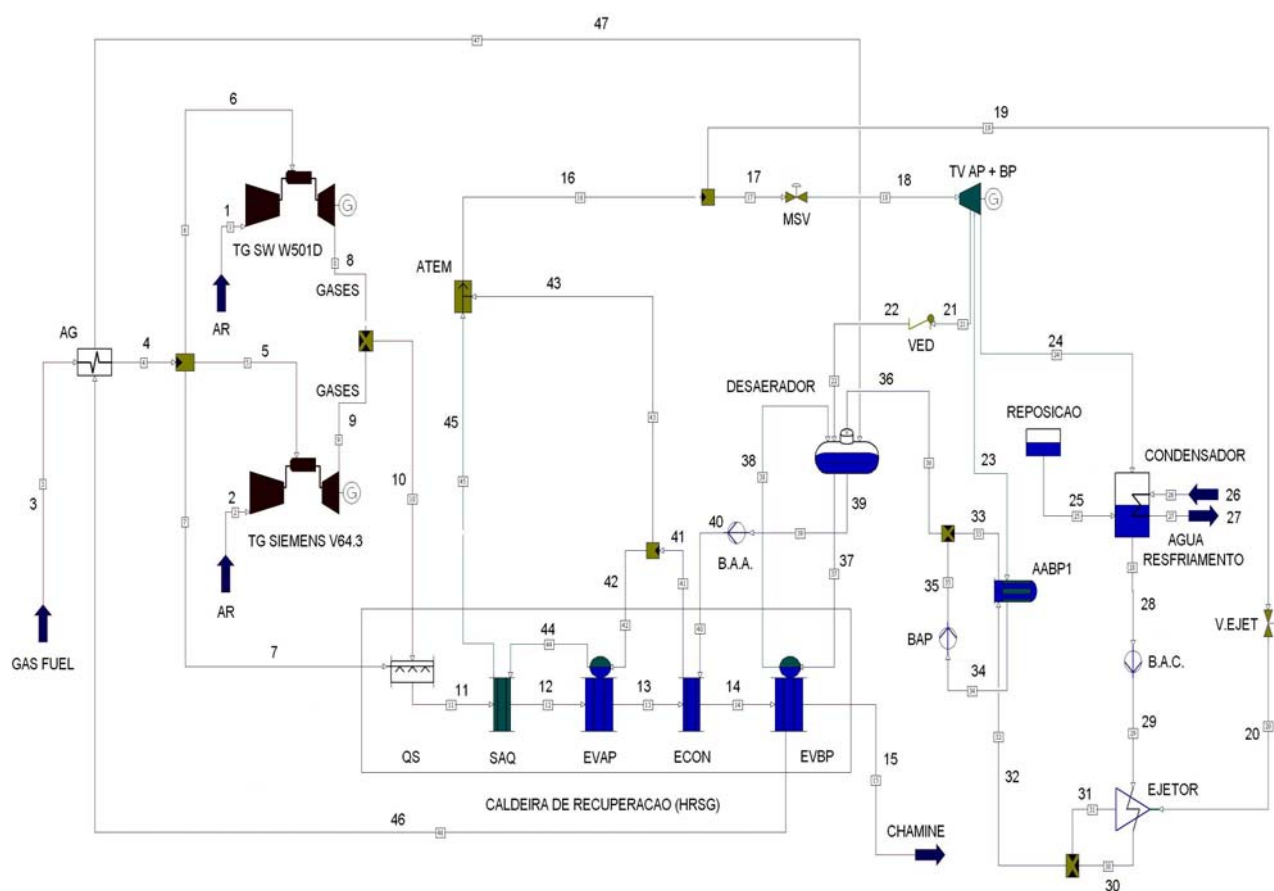 47
6
19
16
17
18
TV AP + BP
MSV
1
TG SW W501D
8
ATEM
43
GASES
AR
22
21
VED
24
AG
4
5
GASES
DESAERADOR
36
REPOSICAO
9
45
23
CONDENSADOR
38
10
26
3
2
39
25
27
AGUA
RESFRIAMENTO
TG SIEMENS V64.3
40
33
41
B.A.A.
37
AABP1
42
28
35
AR
V.EJET
BAP
GAS FUEL
7
44
34
B.A.C.
11
12
13
14
29
20
QS
SAQ
EVAP
ECON
EVBP
15
32
31
EJETOR
CALDEIRA DE RECUPERACAO (HRSG)
46
CHAMINE
30
G
G
G